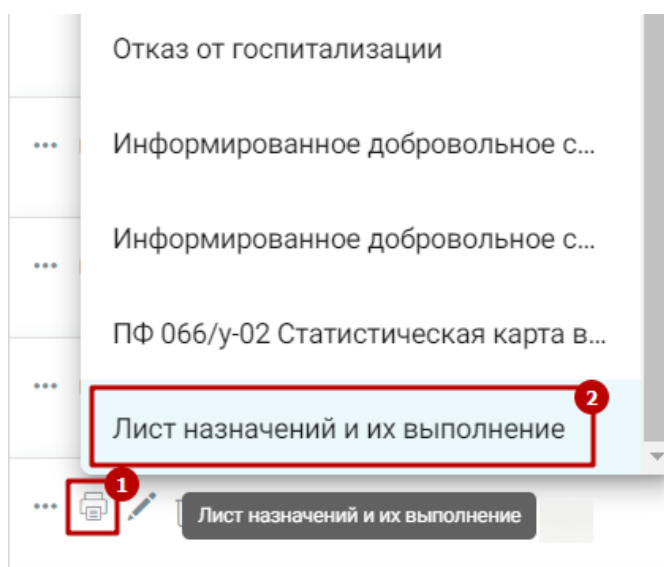 Отказ от госпитализации
Информированное добровольное с...
Информированное добровольное с...
ПФ 066/у-02 Статистическая карта в...
2
Лист назначений и их выполнение
1
Лист назначений и их выполнение